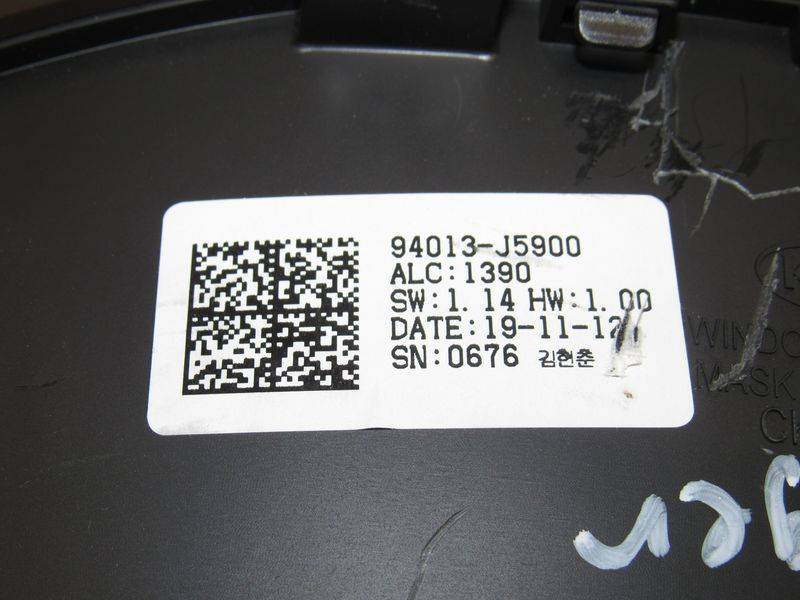 94013-J5900
ALC:1390
SW:1.14 HW:1.00
DATE:19-11-12
SN:0676 김현춘
MASK